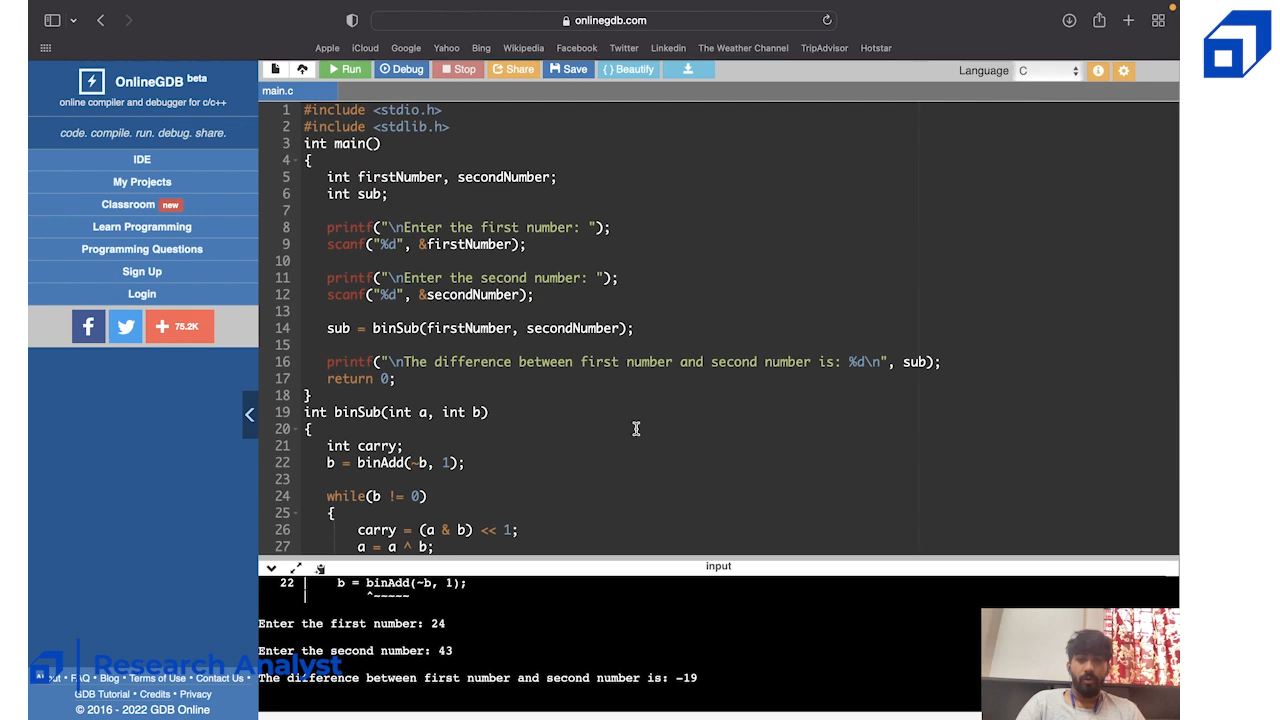 onlinegdb.com
Apple iCloud Google Yahoo Bing Wikipedia Facebook Twitter LinkedIn The Weather Channel TripAdvisor Hotstar
OnlineGDB beta
online compiler and debugger for c/c++
code. compile. run. debug. share.
IDE
My Projects
Classroom new
Learn Programming
Programming Questions
Sign Up
Login
f + 75.2K
Run Debug Stop Share Save { } Beautify
Language C
main.c
1 #include <stdio.h>
2 #include <stdlib.h>
3 int main()
4 {
5 int firstNumber, secondNumber;
6 int sub;
7
8 printf("\nEnter the first number: ");
9 scanf("%d", &firstNumber);
10
11 printf("\nEnter the second number: ");
12 scanf("%d", &secondNumber);
13
14 sub = binSub(firstNumber, secondNumber);
15
16 printf("\nThe difference between first number and second number is: %d\n", sub);
17 return 0;
18 }
19 int binSub(int a, int b)
20 {
21 int carry;
22 b = binAdd(~b, 1);
23
24 while(b != 0)
25 {
26 carry = (a & b) << 1;
27 a = a ^ b;
input
22 | b = binAdd(~b, 1);
| ^~~~~~
Enter the first number: 24
Enter the second number: 43
The difference between first number and second number is: -19
Research Analyst
• FAQ • Blog • Terms of Use • Contact Us •
GDB Tutorial • Credits • Privacy
© 2016 - 2022 GDB Online